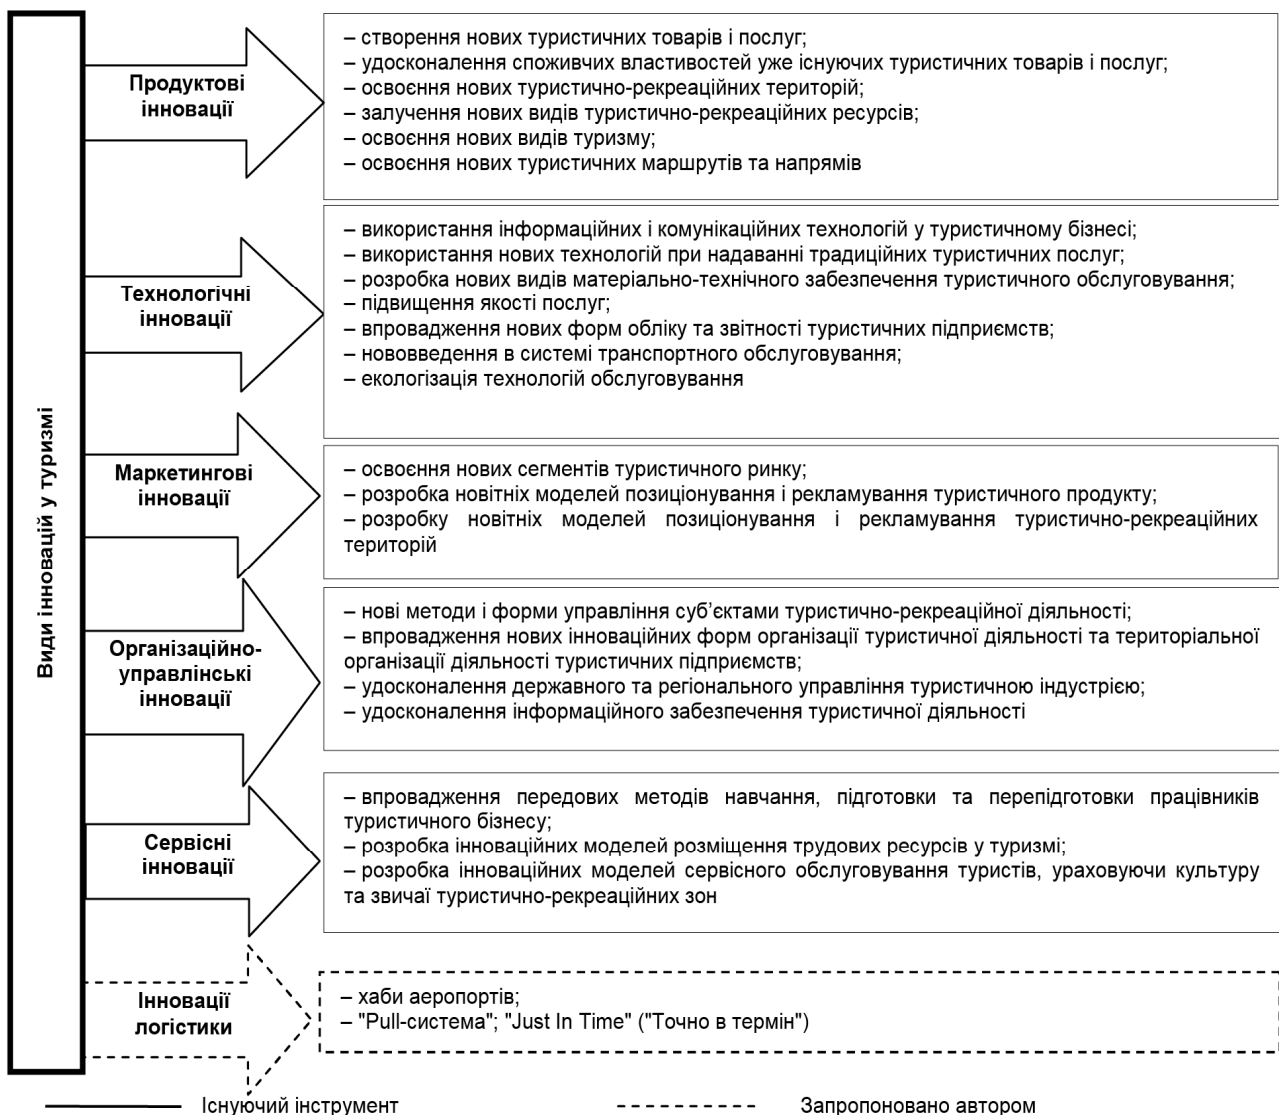 Види інновацій у туризмі
Продуктові
інновації
– створення нових туристичних товарів і послуг;
– удосконалення споживчих властивостей уже існуючих туристичних товарів і послуг;
– освоєння нових туристично-рекреаційних територій;
– залучення нових видів туристично-рекреаційних ресурсів;
– освоєння нових видів туризму;
– освоєння нових туристичних маршрутів та напрямів
Технологічні
інновації
– використання інформаційних і комунікаційних технологій у туристичному бізнесі;
– використання нових технологій при надаванні традиційних туристичних послуг;
– розробка нових видів матеріально-технічного забезпечення туристичного обслуговування;
– підвищення якості послуг;
– впровадження нових форм обліку та звітності туристичних підприємств;
– нововведення в системі транспортного обслуговування;
– екологізація технологій обслуговування
Маркетингові
інновації
– освоєння нових сегментів туристичного ринку;
– розробка новітніх моделей позиціонування і рекламування туристичного продукту;
– розробку новітніх моделей позиціонування і рекламування туристично-рекреаційних
територій
Організаційно-
управлінські
інновації
– нові методи і форми управління суб’єктами туристично-рекреаційної діяльності;
– впровадження нових інноваційних форм організації туристичної діяльності та територіальної
організації діяльності туристичних підприємств;
– удосконалення державного та регіонального управління туристичною індустрією;
– удосконалення інформаційного забезпечення туристичної діяльності
Сервісні
інновації
– впровадження передових методів навчання, підготовки та перепідготовки працівників
туристичного бізнесу;
– розробка інноваційних моделей розміщення трудових ресурсів у туризмі;
– розробка інноваційних моделей сервісного обслуговування туристів, ураховуючи культуру
та звичаї туристично-рекреаційних зон
Інновації
логістики
– хаби аеропортів;
– "Pull-система"; "Just In Time" ("Точно в термін")
Існуючий інструмент
Запропоновано автором